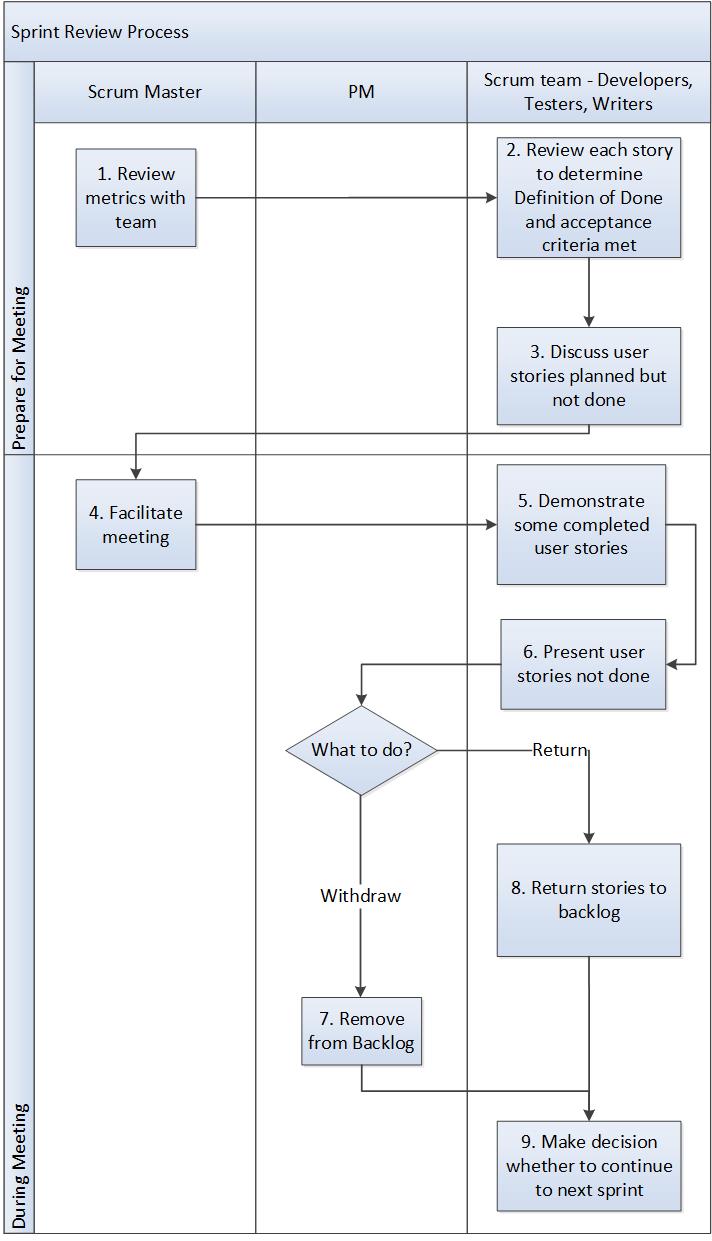 Sprint Review Process
Scrum Master
PM
Scrum team - Developers,
Testers, Writers
Prepare for Meeting
1. Review
metrics with
team
2. Review each story
to determine
Definition of Done
and acceptance
criteria met
3. Discuss user
stories planned but
not done
During Meeting
4. Facilitate
meeting
5. Demonstrate
some completed
user stories
6. Present user
stories not done
What to do?
Return
Withdraw
8. Return stories to
backlog
7. Remove
from Backlog
9. Make decision
whether to continue
to next sprint